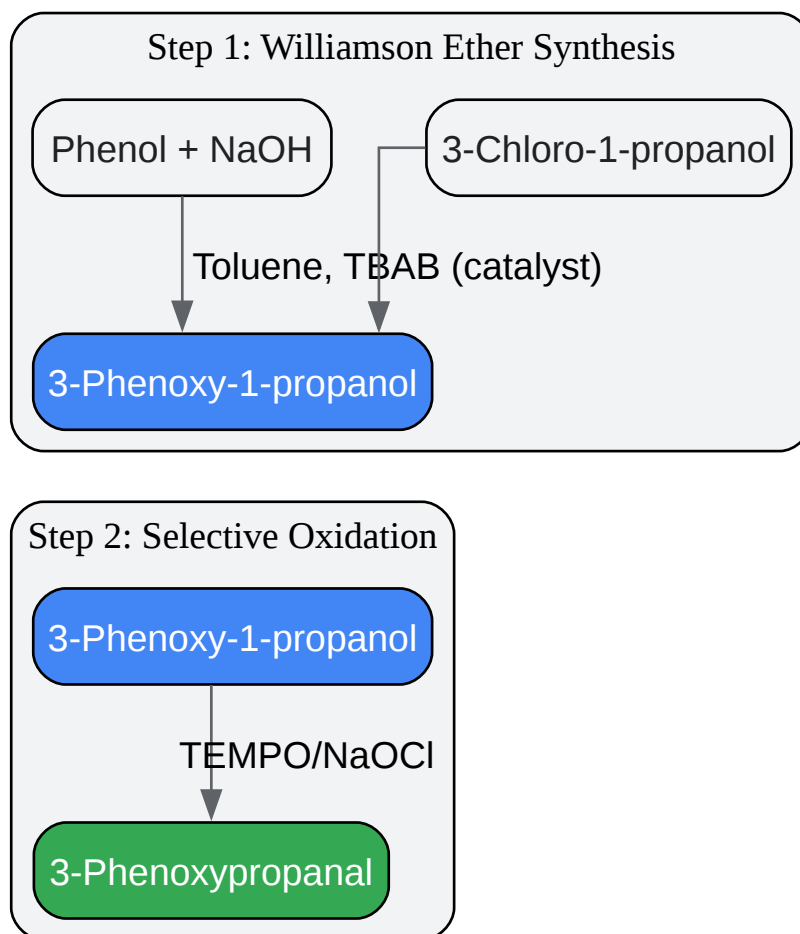 Step 1: Williamson Ether Synthesis
Phenol + NaOH
3-Chloro-1-propanol
Toluene, TBAB (catalyst)
3-Phenoxy-1-propanol
Step 2: Selective Oxidation
3-Phenoxy-1-propanol
TEMPO/NaOCl
3-Phenoxypropanal